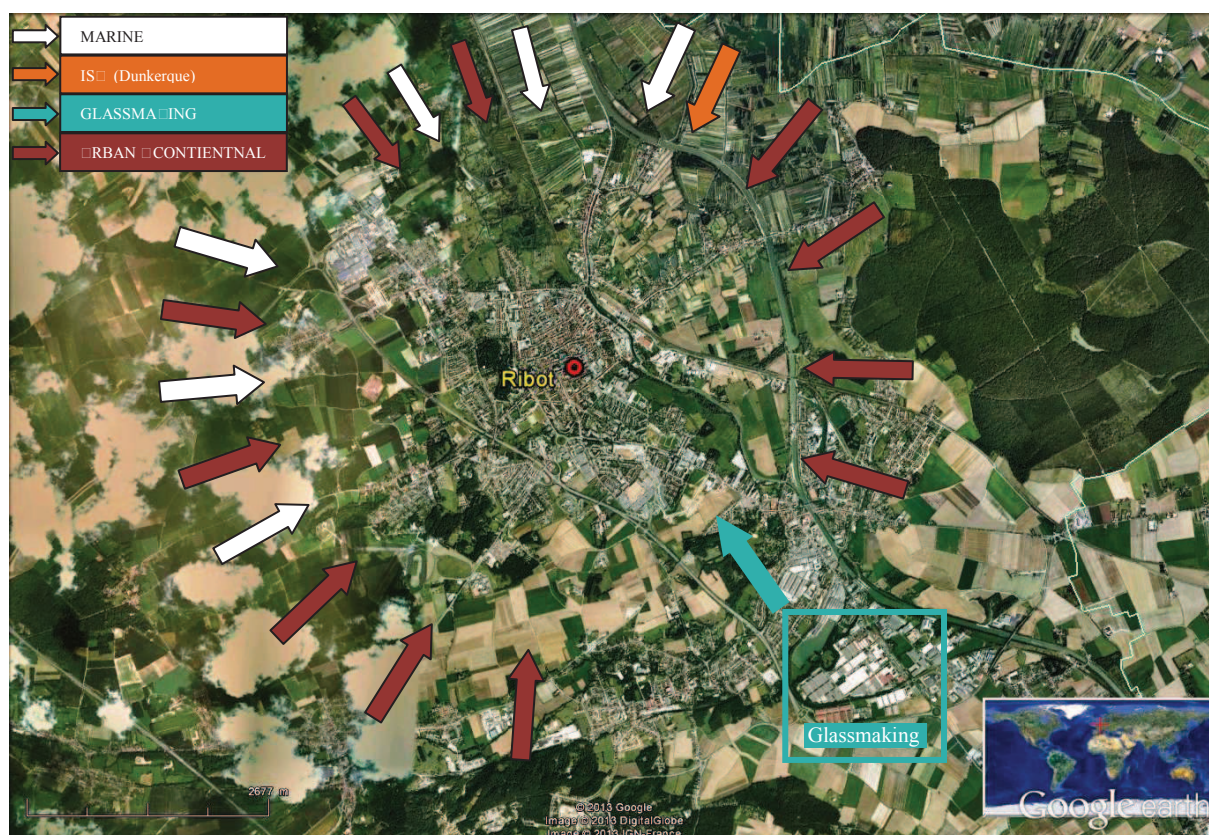 MARINE
IS□ (Dunkerque)
GLASSMA□ING
□RBAN □CONTIENTNAL
N
Ribot
Glassmaking
2677 m
© 2013 Google
Image © 2013 DigitalGlobe
Image © 2013 IGN-France
Google earth